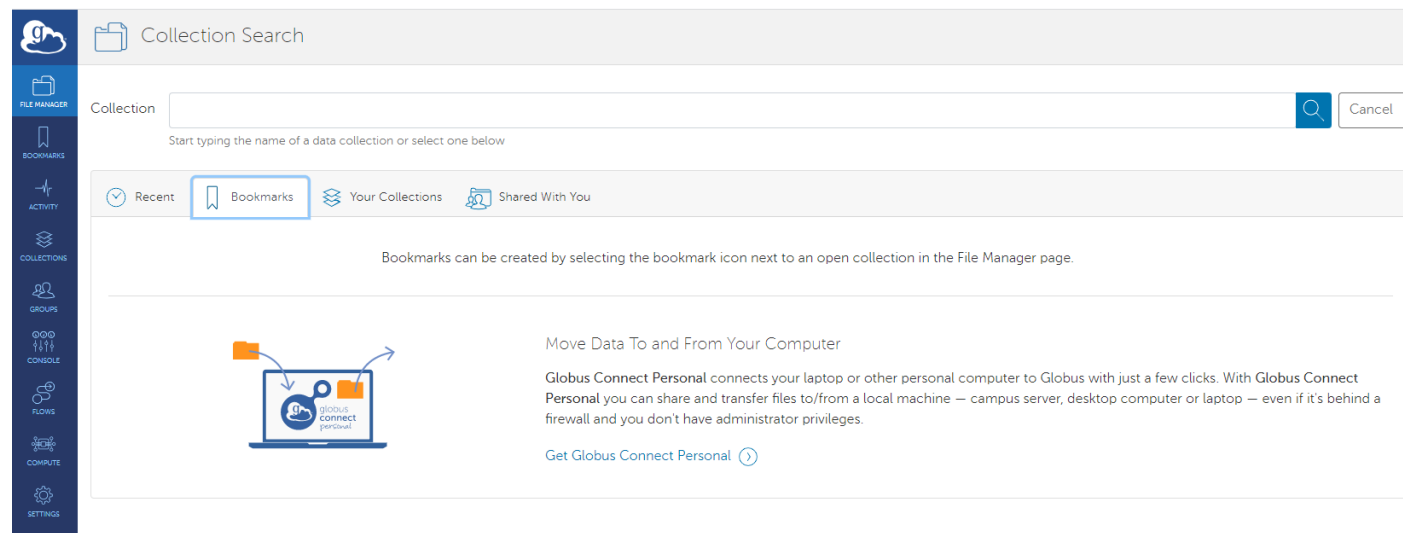 g
Collection Search
FILE MANAGER
Collection
Cancel
Start typing the name of a data collection or select one below
BOOKMARKS
Recent
Bookmarks
Your Collections
Shared With You
ACTIVITY
COLLECTIONS
Bookmarks can be created by selecting the bookmark icon next to an open collection in the File Manager page.
GROUPS
CONSOLE
FLOWS
COMPUTE
SETTINGS
g
globus
connect
personal
Move Data To and From Your Computer
Globus Connect Personal connects your laptop or other personal computer to Globus with just a few clicks. With Globus Connect
Personal you can share and transfer files to/from a local machine — campus server, desktop computer or laptop — even if it's behind a
firewall and you don't have administrator privileges.
Get Globus Connect Personal